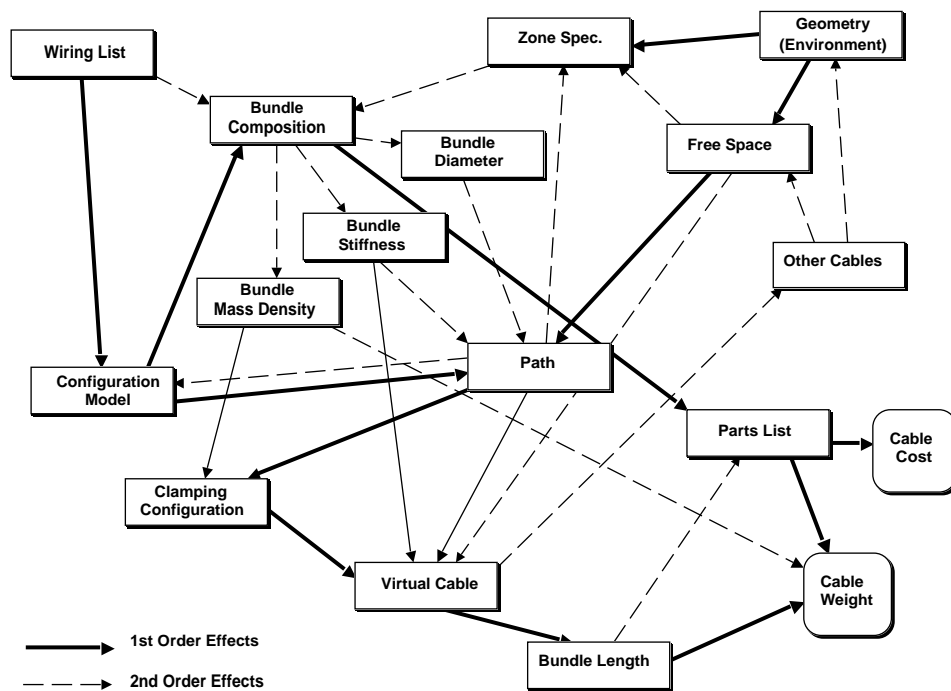 Zone Spec.
Geometry
(Environment)
Wiring List
Bundle
Composition
Bundle
Diameter
Free Space
Bundle
Stiffness
Other Cables
Bundle
Mass Density
Path
Configuration
Model
Parts List
Cable
Cost
Clamping
Configuration
Virtual Cable
Cable
Weight
1st Order Effects
Bundle Length
2nd Order Effects